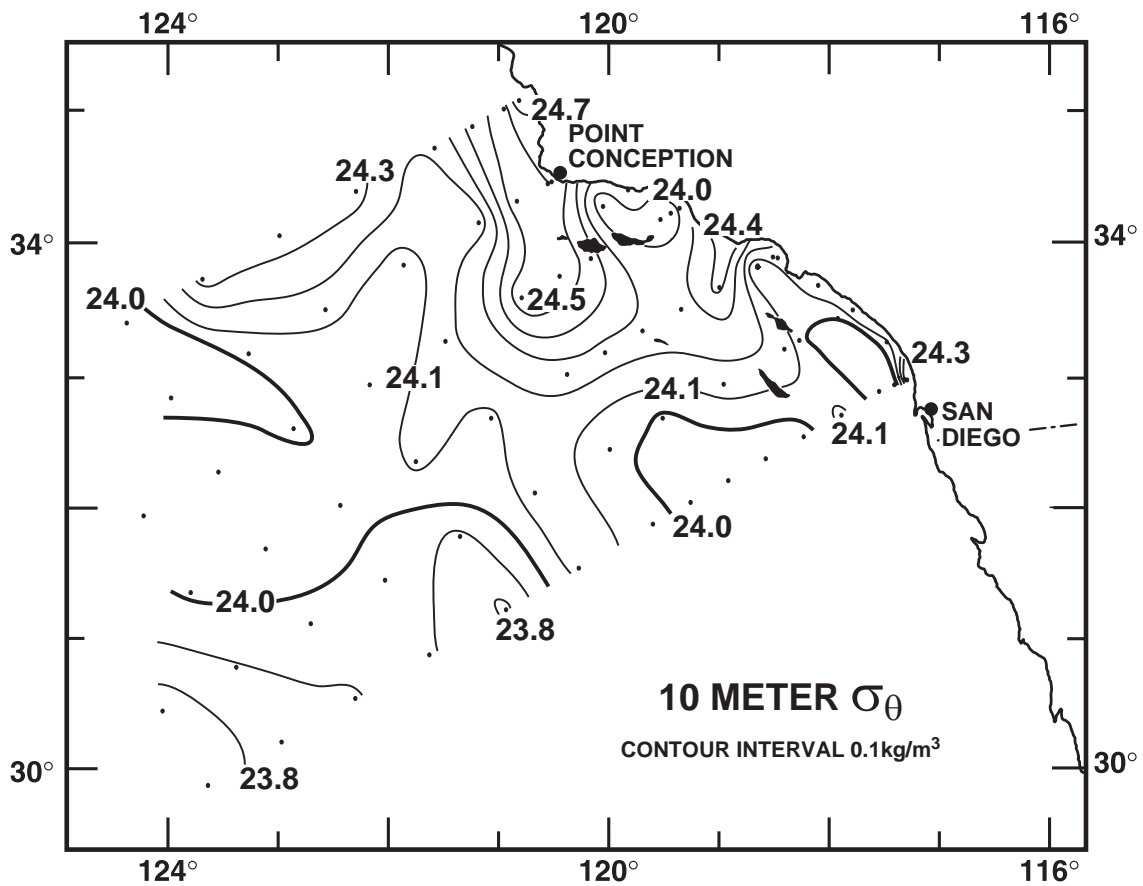 124° 120° 116°
24.7
POINT
CONCEPTION
24.3
24.0
24.4
34° 34°
24.0
24.5
24.3
24.1
24.1
SAN
DIEGO
24.1
24.0
24.0
23.8
10 METER σθ
CONTOUR INTERVAL 0.1kg/m³
30° 30°
23.8
124° 120° 116°